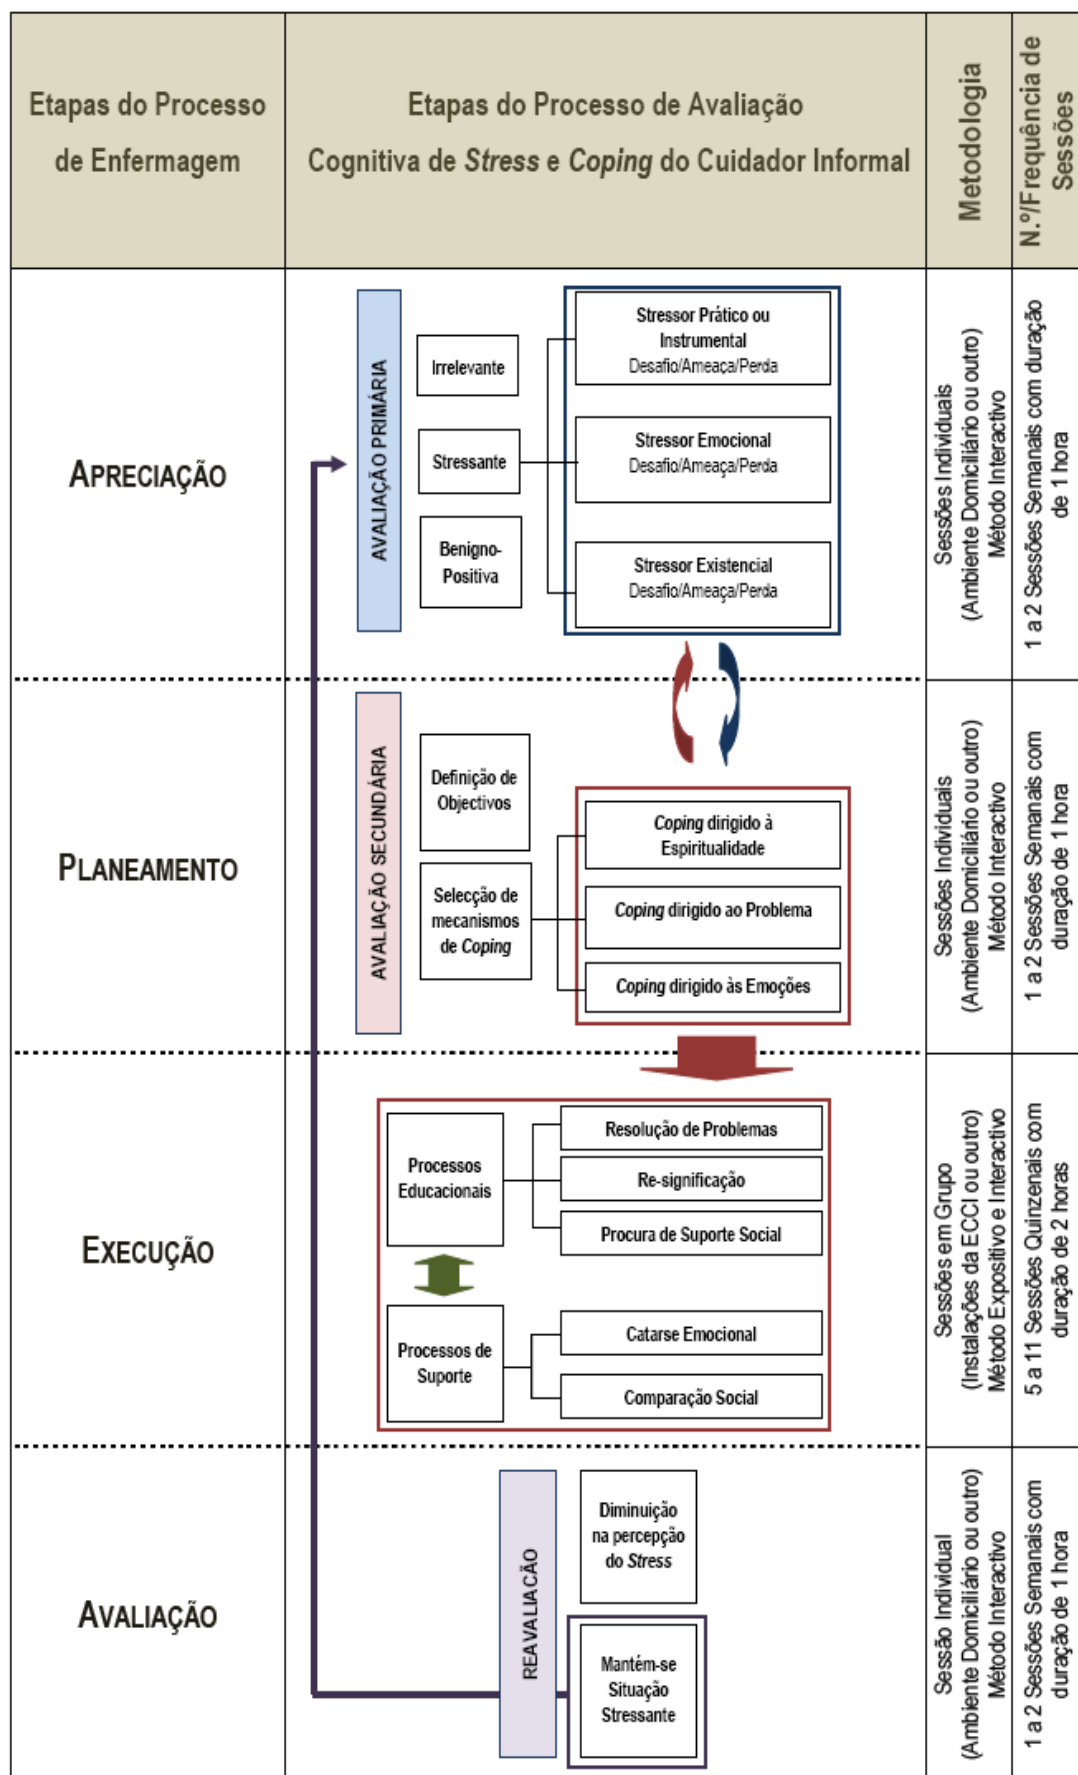 Etapas do Processo
de Enfermagem
Etapas do Processo de Avaliação
Cognitiva de Stress e Coping do Cuidador Informal
Metodologia
N.º/Frequência de
Sessões
APRECIAÇÃO
AVALIAÇÃO PRIMÁRIA
Irrelevante
Stressante
Benigno-
Positiva
Stressor Prático ou
Instrumental
Desafio/Ameaça/Perda
Stressor Emocional
Desafio/Ameaça/Perda
Stressor Existencial
Desafio/Ameaça/Perda
Sessões Individuais
(Ambiente Domiciliário ou outro)
Método Interactivo
1 a 2 Sessões Semanais com duração
de 1 hora
PLANEAMENTO
AVALIAÇÃO SECUNDÁRIA
Definição de
Objectivos
Selecção de
mecanismos
de Coping
Coping dirigido à
Espiritualidade
Coping dirigido ao Problema
Coping dirigido às Emoções
Sessões Individuais
(Ambiente Domiciliário ou outro)
Método Interactivo
1 a 2 Sessões Semanais com
duração de 1 hora
EXECUÇÃO
Processos
Educacionais
Resolução de Problemas
Re-significação
Procura de Suporte Social
Processos de
Suporte
Catarse Emocional
Comparação Social
Sessões em Grupo
(Instalações da ECCI ou outro)
Método Expositivo e Interactivo
5 a 11 Sessões Quinzenais com
duração de 2 horas
AVALIAÇÃO
REAVALIACÃO
Diminuição
na percepção
do Stress
Mantém-se
Situação
Stressante
Sessão Individual
(Ambiente Domiciliário ou outro)
Método Interactivo
1 a 2 Sessões Semanais com
duração de 1 hora